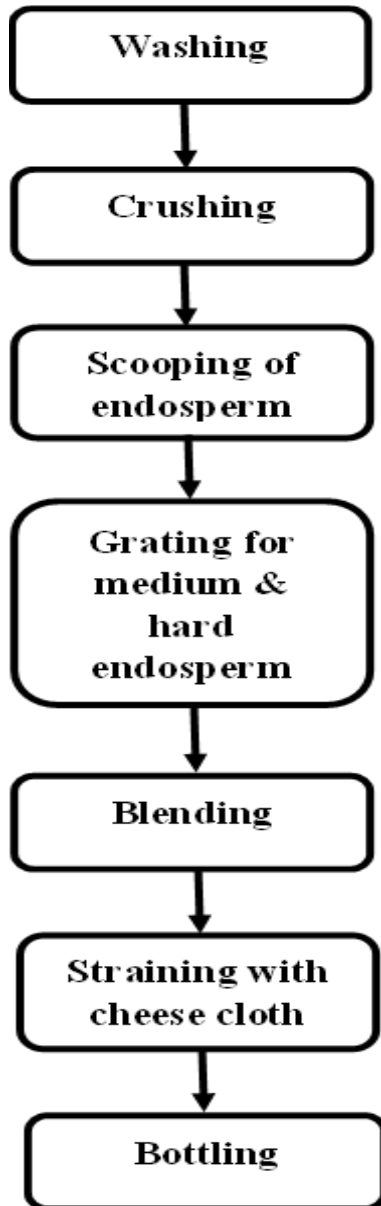 Washing
Crushing
Scooping of
endosperm
Grating for
medium &
hard
endosperm
Blending
Straining with
cheese cloth
Bottling